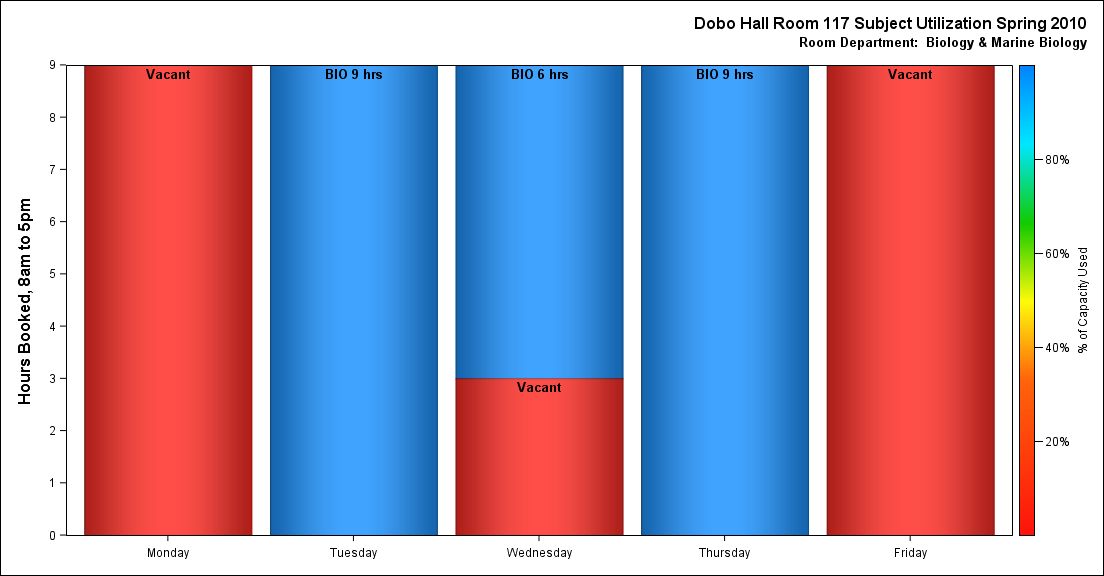 Dobo Hall Room 117 Subject Utilization Spring 2010
Room Department:  Biology & Marine Biology
Hours Booked, 8am to 5pm
9
8
7
6
5
4
3
2
1
0
Vacant
BIO 9 hrs
BIO 6 hrs
Vacant
BIO 9 hrs
Vacant
Monday
Tuesday
Wednesday
Thursday
Friday
80%
60%
40%
20%
% of Capacity Used